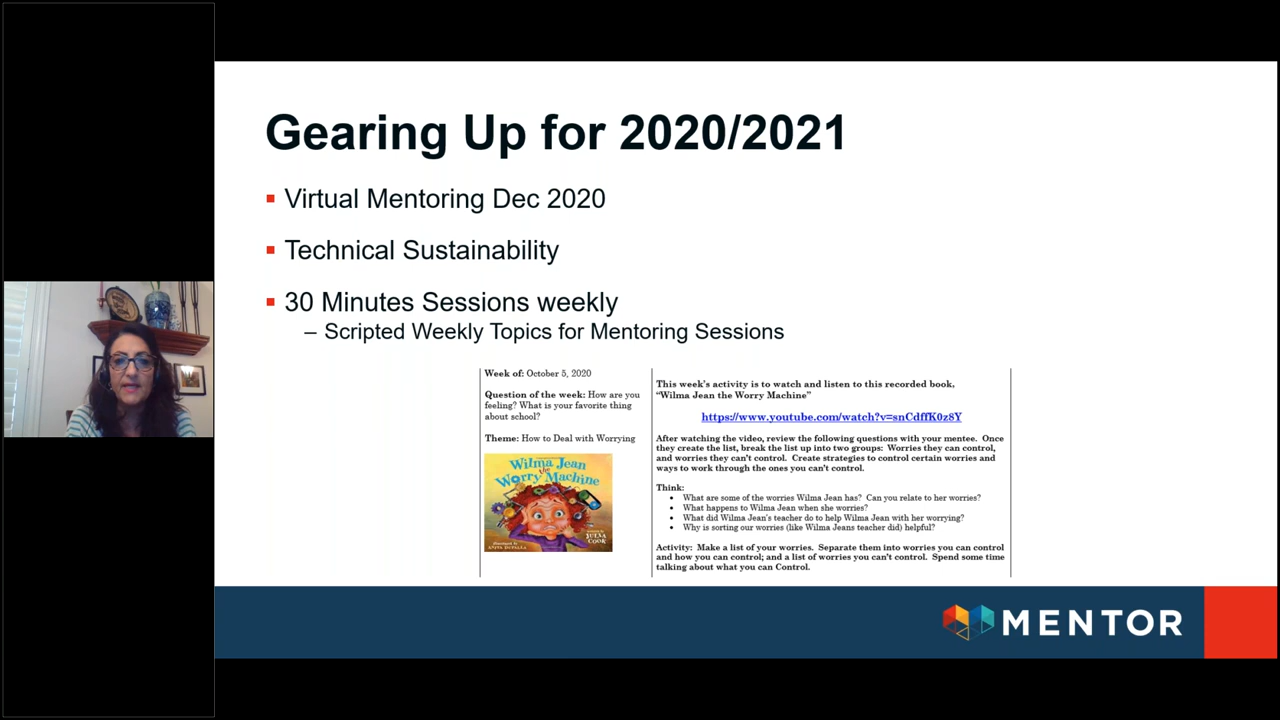 Gearing Up for 2020/2021
Virtual Mentoring Dec 2020
Technical Sustainability
30 Minutes Sessions weekly
– Scripted Weekly Topics for Mentoring Sessions
Week of: October 5, 2020
Question of the week: How are you
feeling? What is your favorite thing
about school?
Theme: How to Deal with Worrying
Wilma Jean
the
Worry Machine
JULIA
COOK
ANITA DUFALLA
This week's activity is to watch and listen to this recorded book,
“Wilma Jean the Worry Machine”
https://www.youtube.com/watch?v=snCdffK0z8Y
After watching the video, review the following questions with your mentee. Once
they create the list, break the list up into two groups: Worries they can control,
and worries they can't control. Create strategies to control certain worries and
ways to work through the ones you can't control.
Think:
• What are some of the worries Wilma Jean has? Can you relate to her worries?
• What happens to Wilma Jean when she worries?
• What did Wilma Jean's teacher do to help Wilma Jean with her worrying?
• Why is sorting our worries (like Wilma Jeans teacher did) helpful?
Activity: Make a list of your worries. Separate them into worries you can control
and how you can control; and a list of worries you can't control. Spend some time
talking about what you can Control.
MENTOR